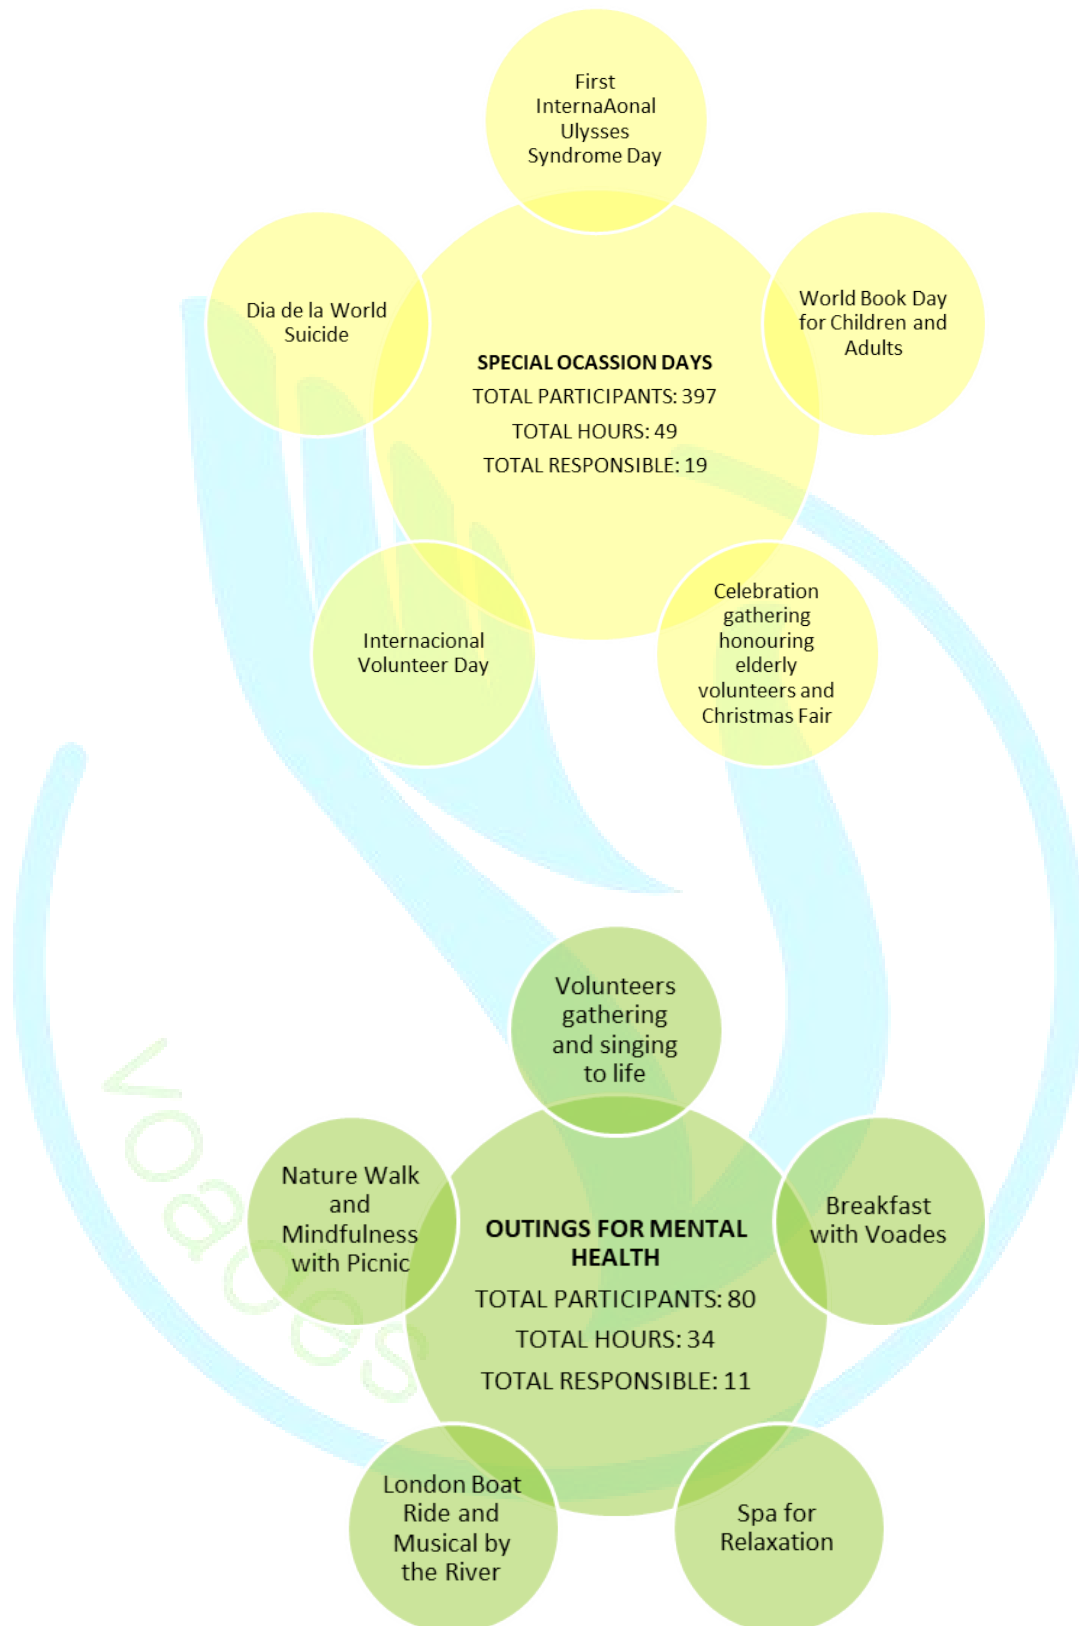 First
InternaAonal
Ulysses
Syndrome Day
Dia de la World
Suicide
World Book Day
for Children and
Adults
SPECIAL OCASSION DAYS
TOTAL PARTICIPANTS: 397
TOTAL HOURS: 49
TOTAL RESPONSIBLE: 19
Internacional
Volunteer Day
Celebration
gathering
honouring
elderly
volunteers and
Christmas Fair
Volunteers
gathering
and singing
to life
Nature Walk
and
Mindfulness
with Picnic
Breakfast
with Voades
OUTINGS FOR MENTAL
HEALTH
TOTAL PARTICIPANTS: 80
TOTAL HOURS: 34
TOTAL RESPONSIBLE: 11
London Boat
Ride and
Musical by
the River
Spa for
Relaxation
voaces